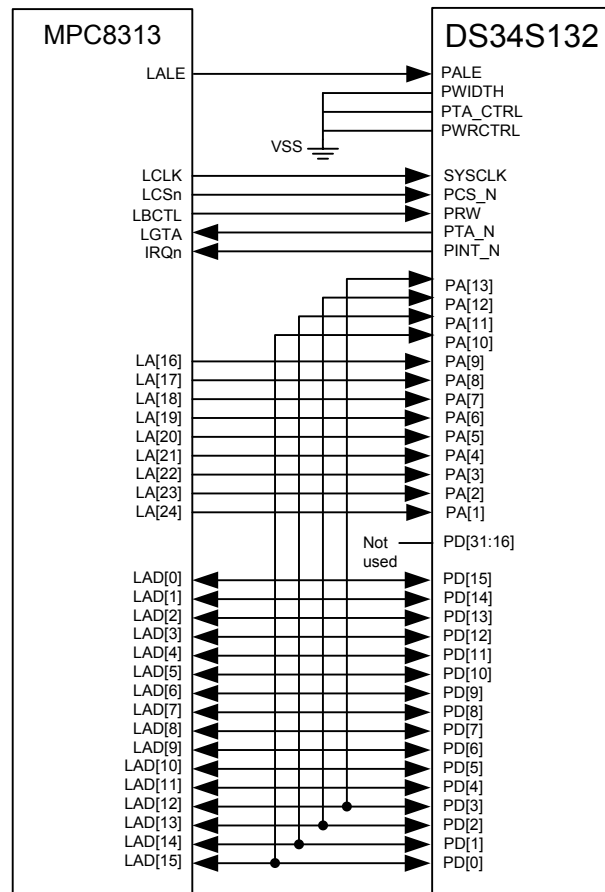 MPC8313
DS34S132
LALE PALE
PWIDTH
PTA_CTRL
PWRCTRL
VSS
LCLK SYSCLK
LCSn PCS_N
LBCTL PRW
LGTA PTA_N
IRQn PINT_N
PA[13]
PA[12]
PA[11]
PA[10]
LA[16] PA[9]
LA[17] PA[8]
LA[18] PA[7]
LA[19] PA[6]
LA[20] PA[5]
LA[21] PA[4]
LA[22] PA[3]
LA[23] PA[2]
LA[24] PA[1]
Not used PD[31:16]
LAD[0] PD[15]
LAD[1] PD[14]
LAD[2] PD[13]
LAD[3] PD[12]
LAD[4] PD[11]
LAD[5] PD[10]
LAD[6] PD[9]
LAD[7] PD[8]
LAD[8] PD[7]
LAD[9] PD[6]
LAD[10] PD[5]
LAD[11] PD[4]
LAD[12] PD[3]
LAD[13] PD[2]
LAD[14] PD[1]
LAD[15] PD[0]